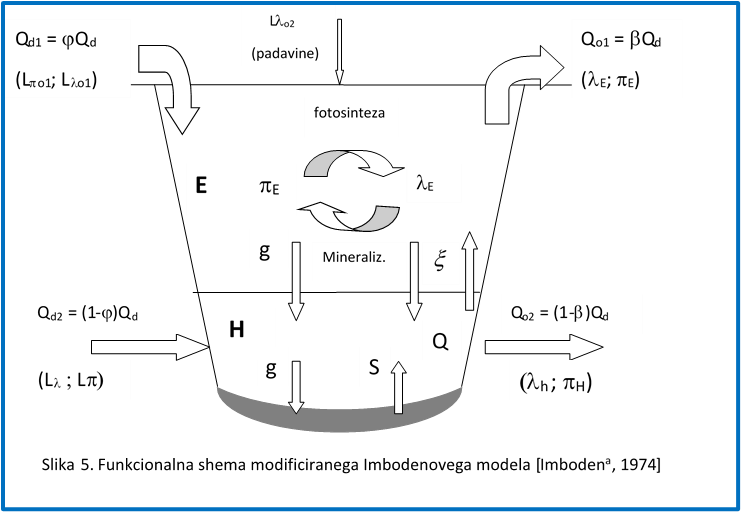 Lλo2
(padavine)
Qd1 = φQd
(Lπo1; Lλo1)
Qo1 = βQd
(λE; πE)
fotosinteza
E
πE
λE
g
Mineraliz.
ξ
Qd2 = (1-φ)Qd
(Lλ ; Lπ)
H
Q
g
S
Qo2 = (1-β)Qd
(λh ; πH)
Slika 5. Funkcionalna shema modificiranega Imbodenovega modela [Imbodenª, 1974]